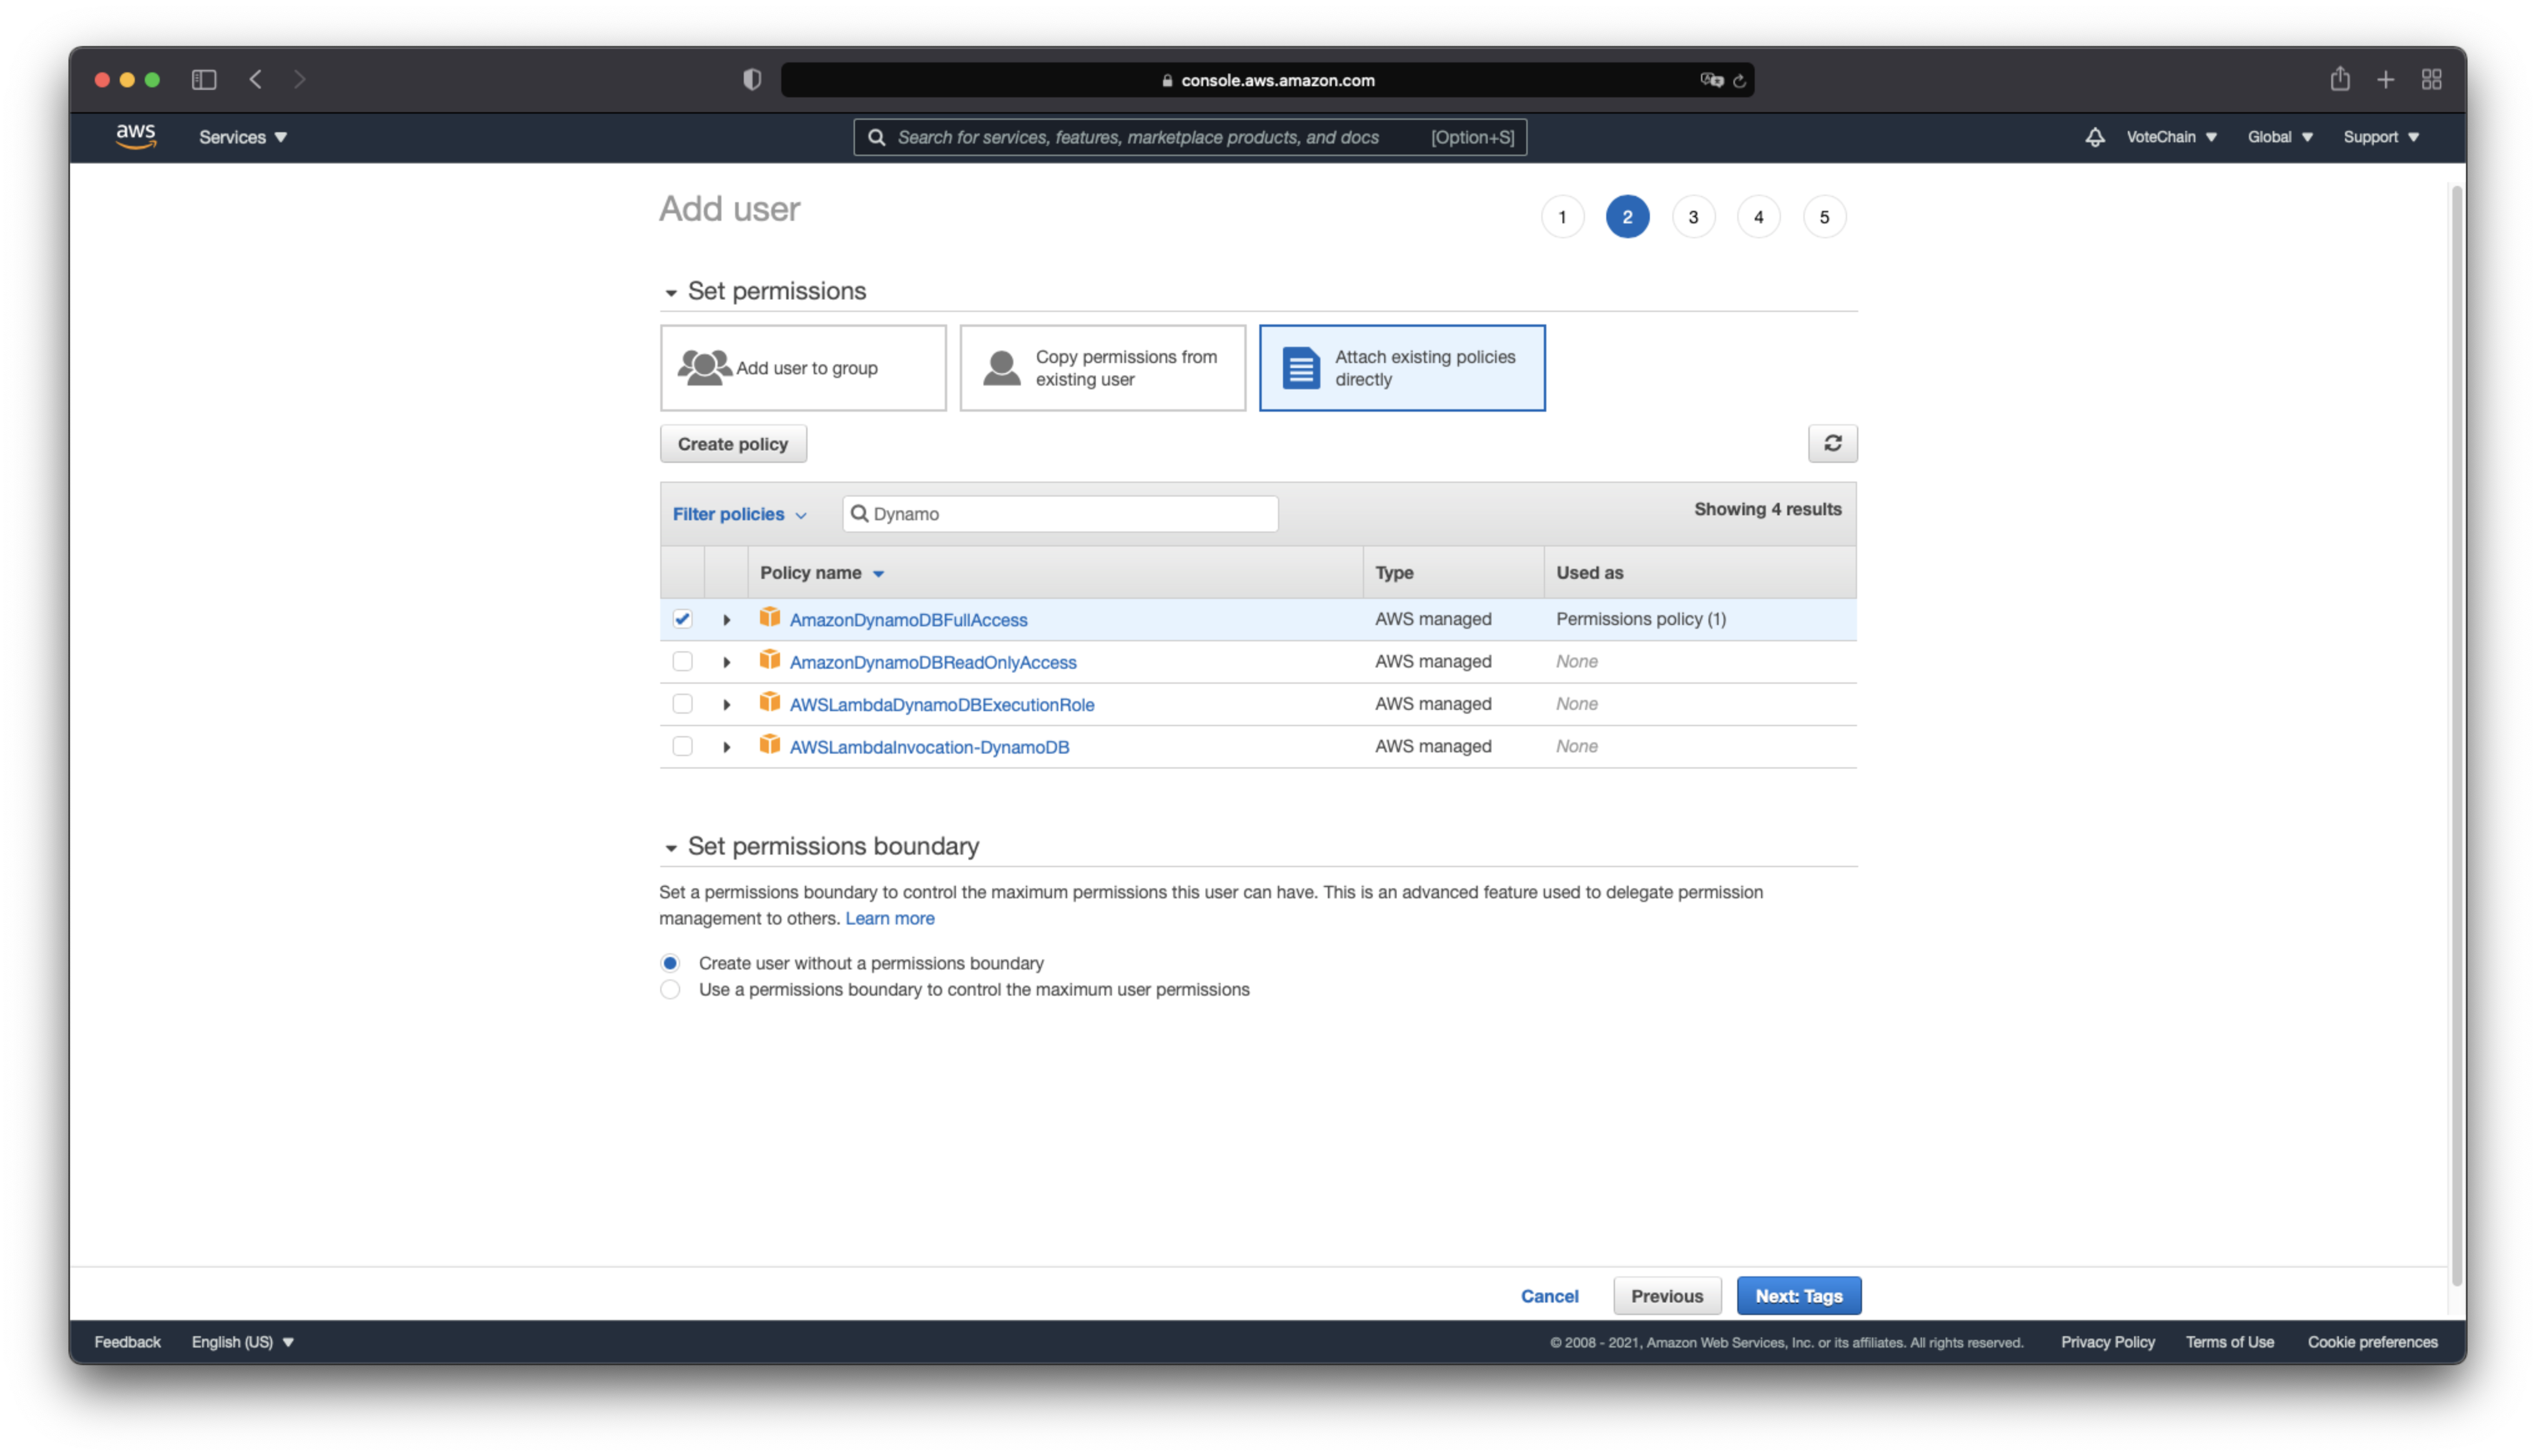 console.aws.amazon.com
aws
Services
Search for services, features, marketplace products, and docs [Option+S]
VoteChain
Global
Support
Add user
1 2 3 4 5
Set permissions
Add user to group
Copy permissions from
existing user
Attach existing policies
directly
Create policy
Filter policies
Dynamo
Showing 4 results
Policy name Type Used as
AmazonDynamoDBFullAccess AWS managed Permissions policy (1)
AmazonDynamoDBReadOnlyAccess AWS managed None
AWSLambdaDynamoDBExecutionRole AWS managed None
AWSLambdaInvocation-DynamoDB AWS managed None
Set permissions boundary
Set a permissions boundary to control the maximum permissions this user can have. This is an advanced feature used to delegate permission
management to others. Learn more
Create user without a permissions boundary
Use a permissions boundary to control the maximum user permissions
Cancel
Previous
Next: Tags
Feedback
English (US)
© 2008 - 2021, Amazon Web Services, Inc. or its affiliates. All rights reserved.
Privacy Policy
Terms of Use
Cookie preferences